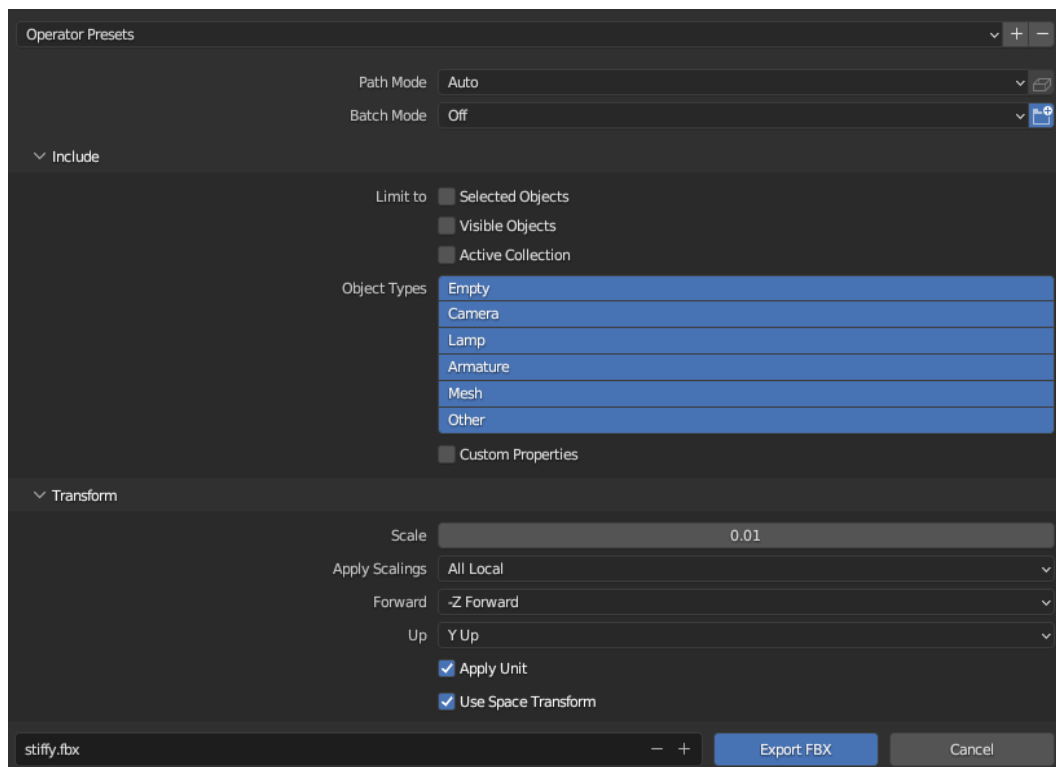 Operator Presets
Path Mode Auto
Batch Mode Off
Include
Limit to Selected Objects
Visible Objects
Active Collection
Object Types Empty
Camera
Lamp
Armature
Mesh
Other
Custom Properties
Transform
Scale 0.01
Apply Scalings All Local
Forward -Z Forward
Up Y Up
Apply Unit
Use Space Transform
stiffy.fbx Export FBX Cancel